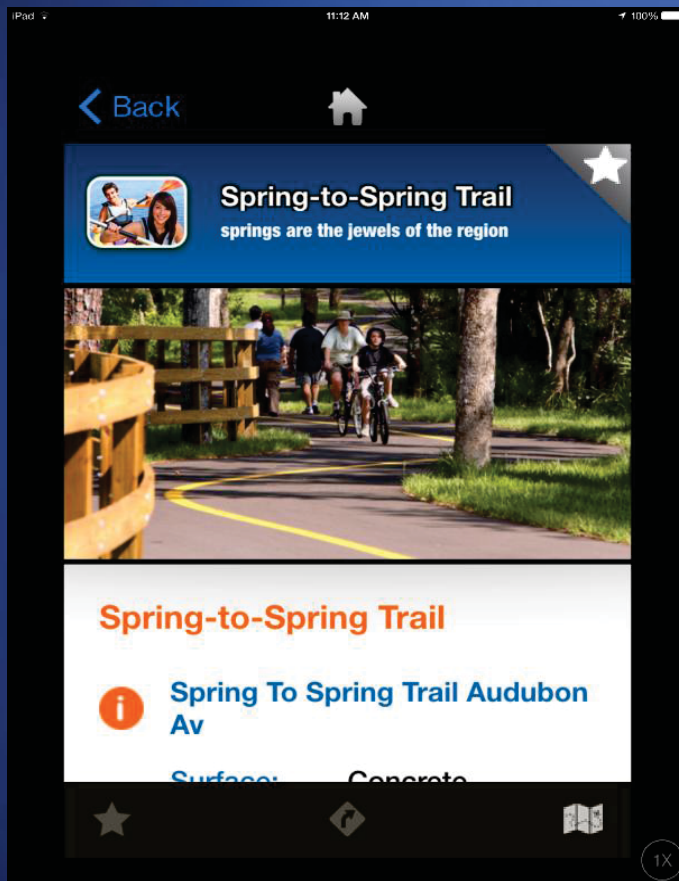 iPad 11:12 AM 100%
Back
Spring-to-Spring Trail
springs are the jewels of the region
Spring-to-Spring Trail
i
Spring To Spring Trail Audubon
Av
Surface: Concrete
1X